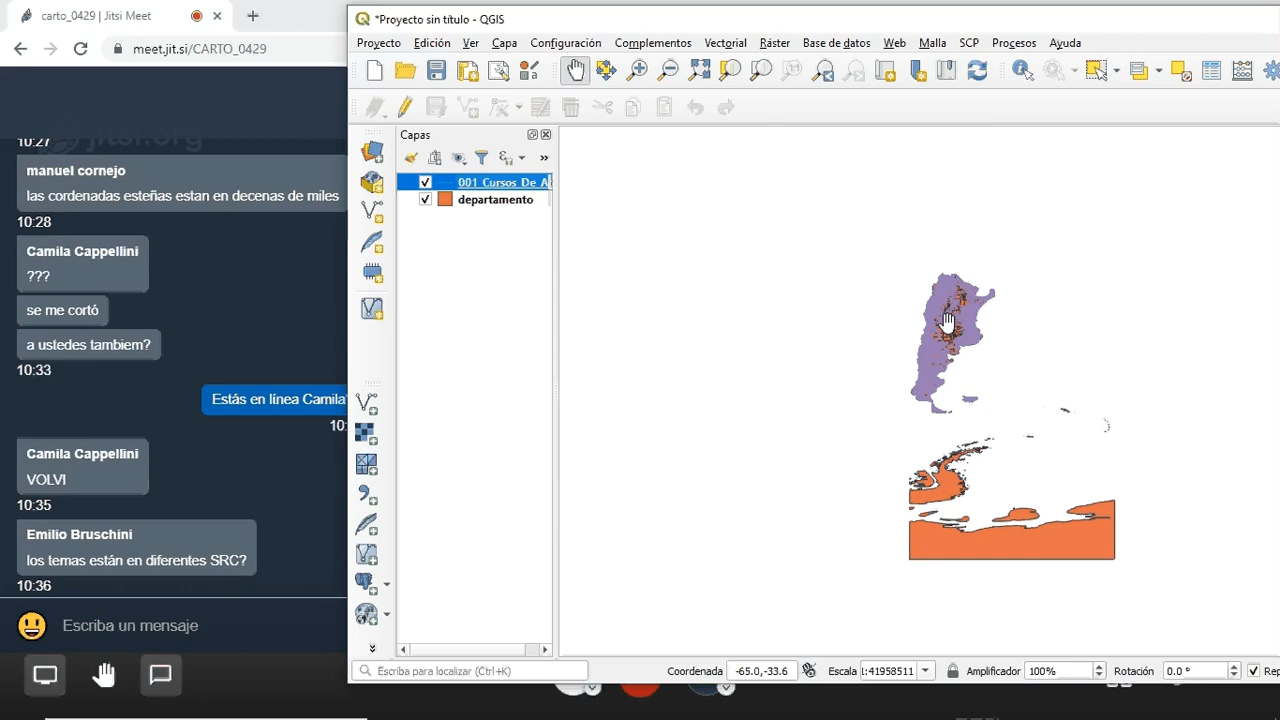 carto_0429 | Jitsi Meet
meet.jit.si/CARTO_0429
jitsi.org
10:27
manuel cornejo
las cordenadas esteñas estan en decenas de miles
10:28
Camila Cappellini
???
se me cortó
a ustedes tambiem?
10:33
Estás en línea Camila
10:
Camila Cappellini
VOLVI
10:35
Emilio Bruschini
los temas están en diferentes SRC?
10:36
Escriba un mensaje
*Proyecto sin título - QGIS
Proyecto Edición Ver Capa Configuración Complementos Vectorial Ráster Base de datos Web Malla SCP Procesos Ayuda
Capas
001 Cursos De A
departamento
Escriba para localizar (Ctrl+K)
Coordenada -65.0,-33.6 Escala 1:41958511 Amplificador 100% Rotación 0.0 ° Rep